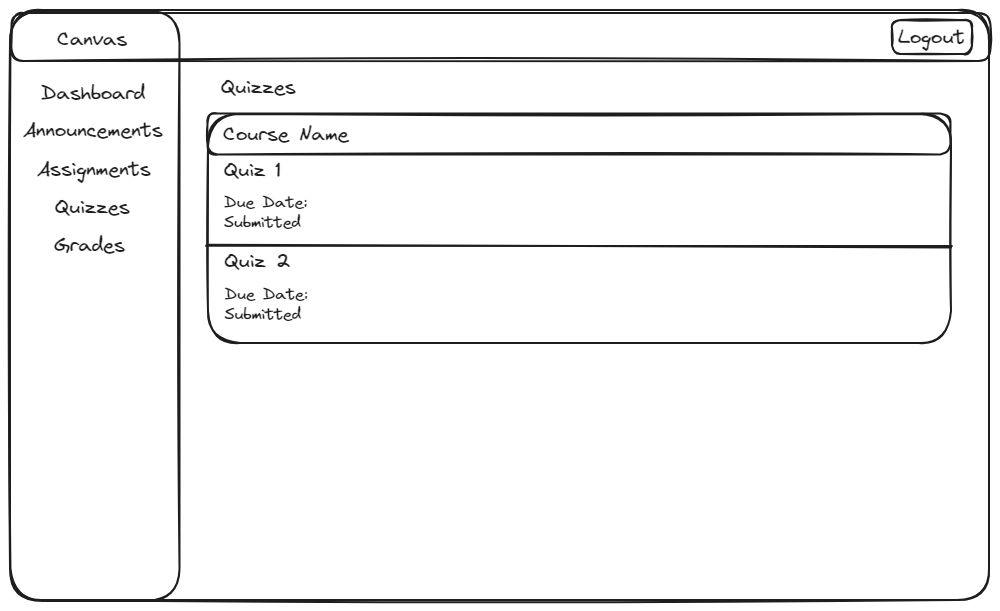 Canvas
Logout
Dashboard
Announcements
Assignments
Quizzes
Grades
Quizzes
Course Name
Quiz 1
Due Date:
Submitted
Quiz 2
Due Date:
Submitted